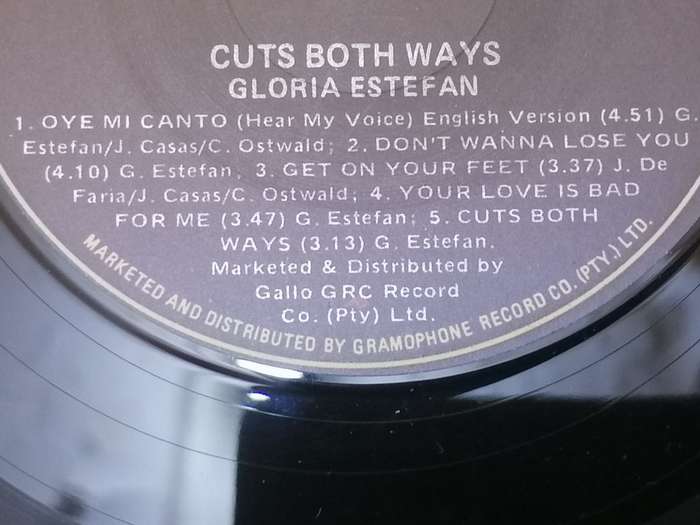 CUTS BOTH WAYS
GLORIA ESTEFAN
1. OYE MI CANTO (Hear My Voice) English Version (4.51) G.
Estefan/J. Casas/C. Ostwald; 2. DON'T WANNA LOSE YOU
(4.10) G. Estefan; 3. GET ON YOUR FEET (3.37) J. De
Faria/J. Casas/C. Ostwald; 4. YOUR LOVE IS BAD
FOR ME (3.47) G. Estefan; 5. CUTS BOTH
WAYS (3.13) G. Estefan.
Marketed & Distributed by
Gallo GRC Record
Co. (Pty) Ltd.
MARKETED AND DISTRIBUTED BY GRAMOPHONE RECORD CO. (PTY.) LTD.